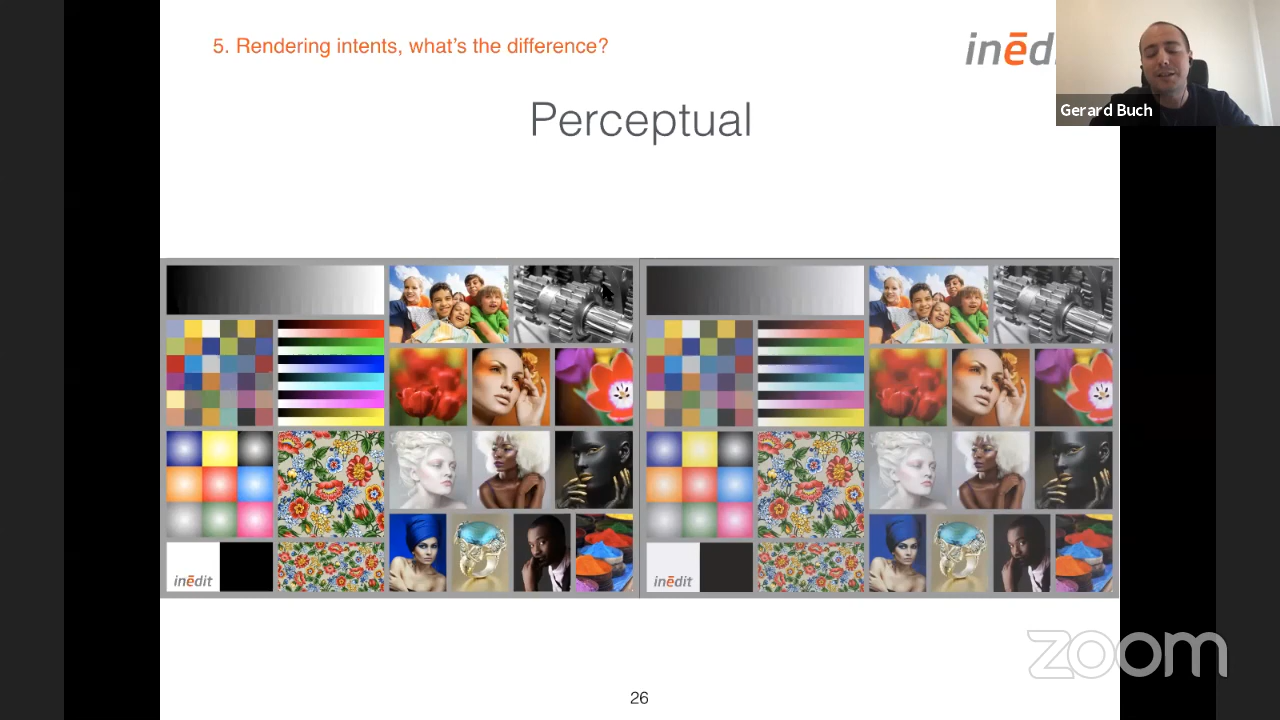 5. Rendering intents, what's the difference?
inēdi
Gerard Buch
Perceptual
inēdit
inēdit
zoom
26